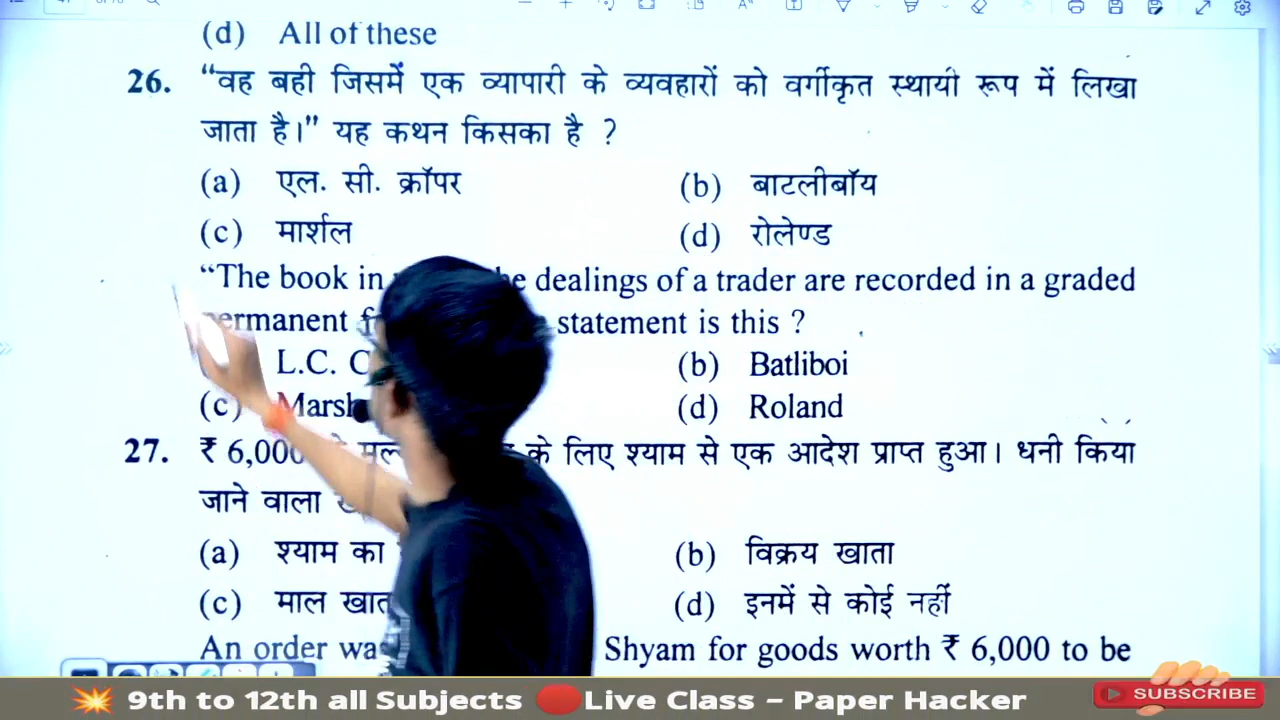 (d) All of these
26. “वह बही जिसमें एक व्यापारी के व्यवहारों को वर्गीकृत स्थायी रूप में लिखा
जाता है।” यह कथन किसका है ?
(a) एल. सी. क्रॉपर (b) बाटलीबॉय
(c) मार्शल (d) रोलेण्ड
“The book in he dealings of a trader are recorded in a graded
permanent statement is this ?
L.C. (b) Batliboi
(c) (d) Roland
27. ₹ 6,000 के लिए श्याम से एक आदेश प्राप्त हुआ। धनी किया
जाने वाला
(a) श्याम का (b) विक्रय खाता
(c) माल (d) इनमें से कोई नहीं
An order Shyam for goods worth ₹ 6,000 to be
9th to 12th all Subjects Live Class – Paper Hacker
SUBSCRIBE